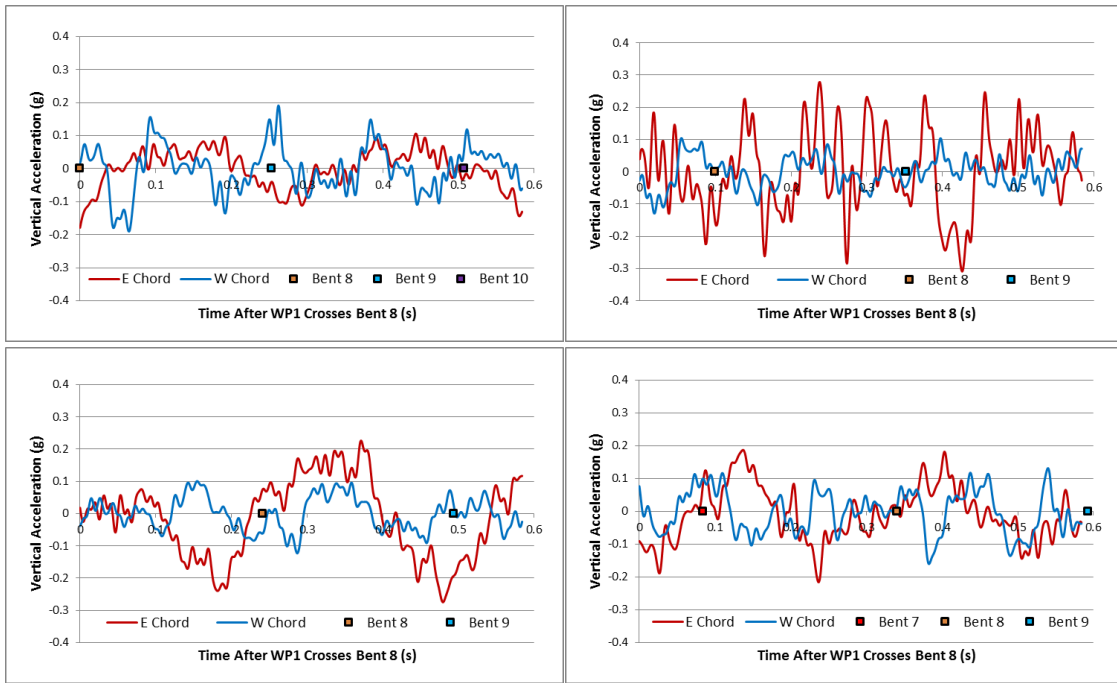 0.5
0.4
0.3
0.2
0.1
0
-0.1
-0.2
-0.3
-0.4
Vertical Acceleration (g)
0 0.1 0.2 0.3 0.4 0.5 0.6
E Chord W Chord Bent 8 Bent 9 Bent 10
Time After WP1 Crosses Bent 8 (s)
0.5
0.4
0.3
0.2
0.1
0
-0.1
-0.2
-0.3
-0.4
Vertical Acceleration (g)
0 0.1 0.2 0.3 0.4 0.5 0.6
E Chord W Chord Bent 8 Bent 9
Time After WP1 Crosses Bent 8 (s)
0.4
0.3
0.2
0.1
0
-0.1
-0.2
-0.3
-0.4
Vertical Acceleration (g)
0 0.1 0.2 0.3 0.4 0.5 0.6
E Chord W Chord Bent 8 Bent 9
Time After WP1 Crosses Bent 8 (s)
0.4
0.3
0.2
0.1
0
-0.1
-0.2
-0.3
-0.4
Vertical Acceleration (g)
0 0.1 0.2 0.3 0.4 0.5 0.6
E Chord W Chord Bent 7 Bent 8 Bent 9
Time After WP1 Crosses Bent 8 (s)